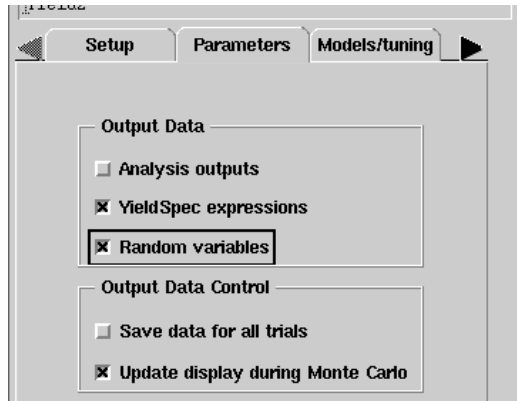 Setup Parameters Models/tuning
Output Data
Analysis outputs
YieldSpec expressions
Random variables
Output Data Control
Save data for all trials
Update display during Monte Carlo